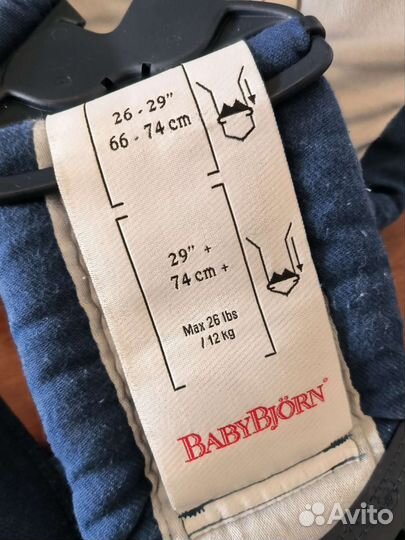 26 - 29"
66 - 74 cm
29" +
74 cm +
Max 26 lbs
/ 12 kg
BABYBJÖRN®
Avito